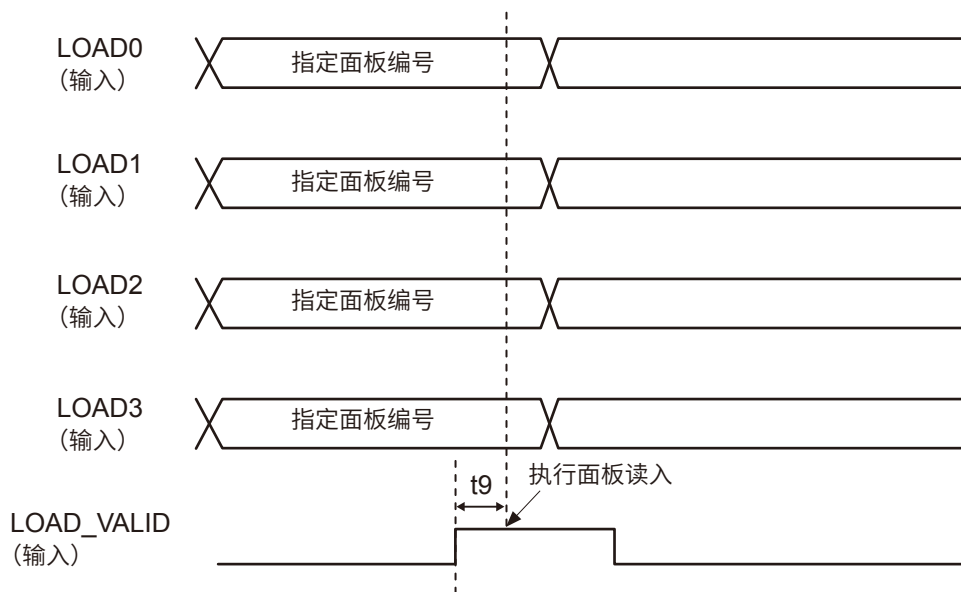 LOAD0
（输入）
指定面板编号
LOAD1
（输入）
指定面板编号
LOAD2
（输入）
指定面板编号
LOAD3
（输入）
指定面板编号
t9
执行面板读入
LOAD_VALID
（输入）